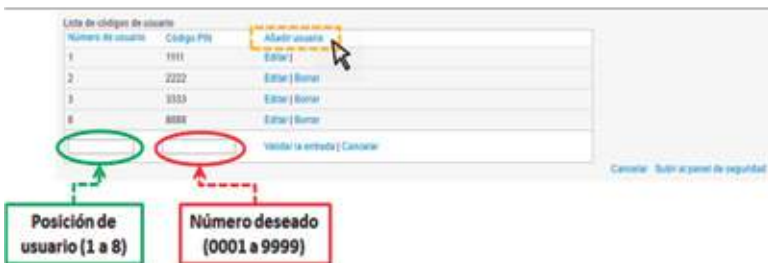 Lista de códigos de usuario
Número de usuario Código PIN Añadir usuario
1 1111 Editar |
2 2222 Editar | Borrar
3 3333 Editar | Borrar
8 8888 Editar | Borrar
Validar la entrada | Cancelar
Cancelar Subir al panel de seguridad
Posición de
usuario (1 a 8)
Número deseado
(0001 a 9999)